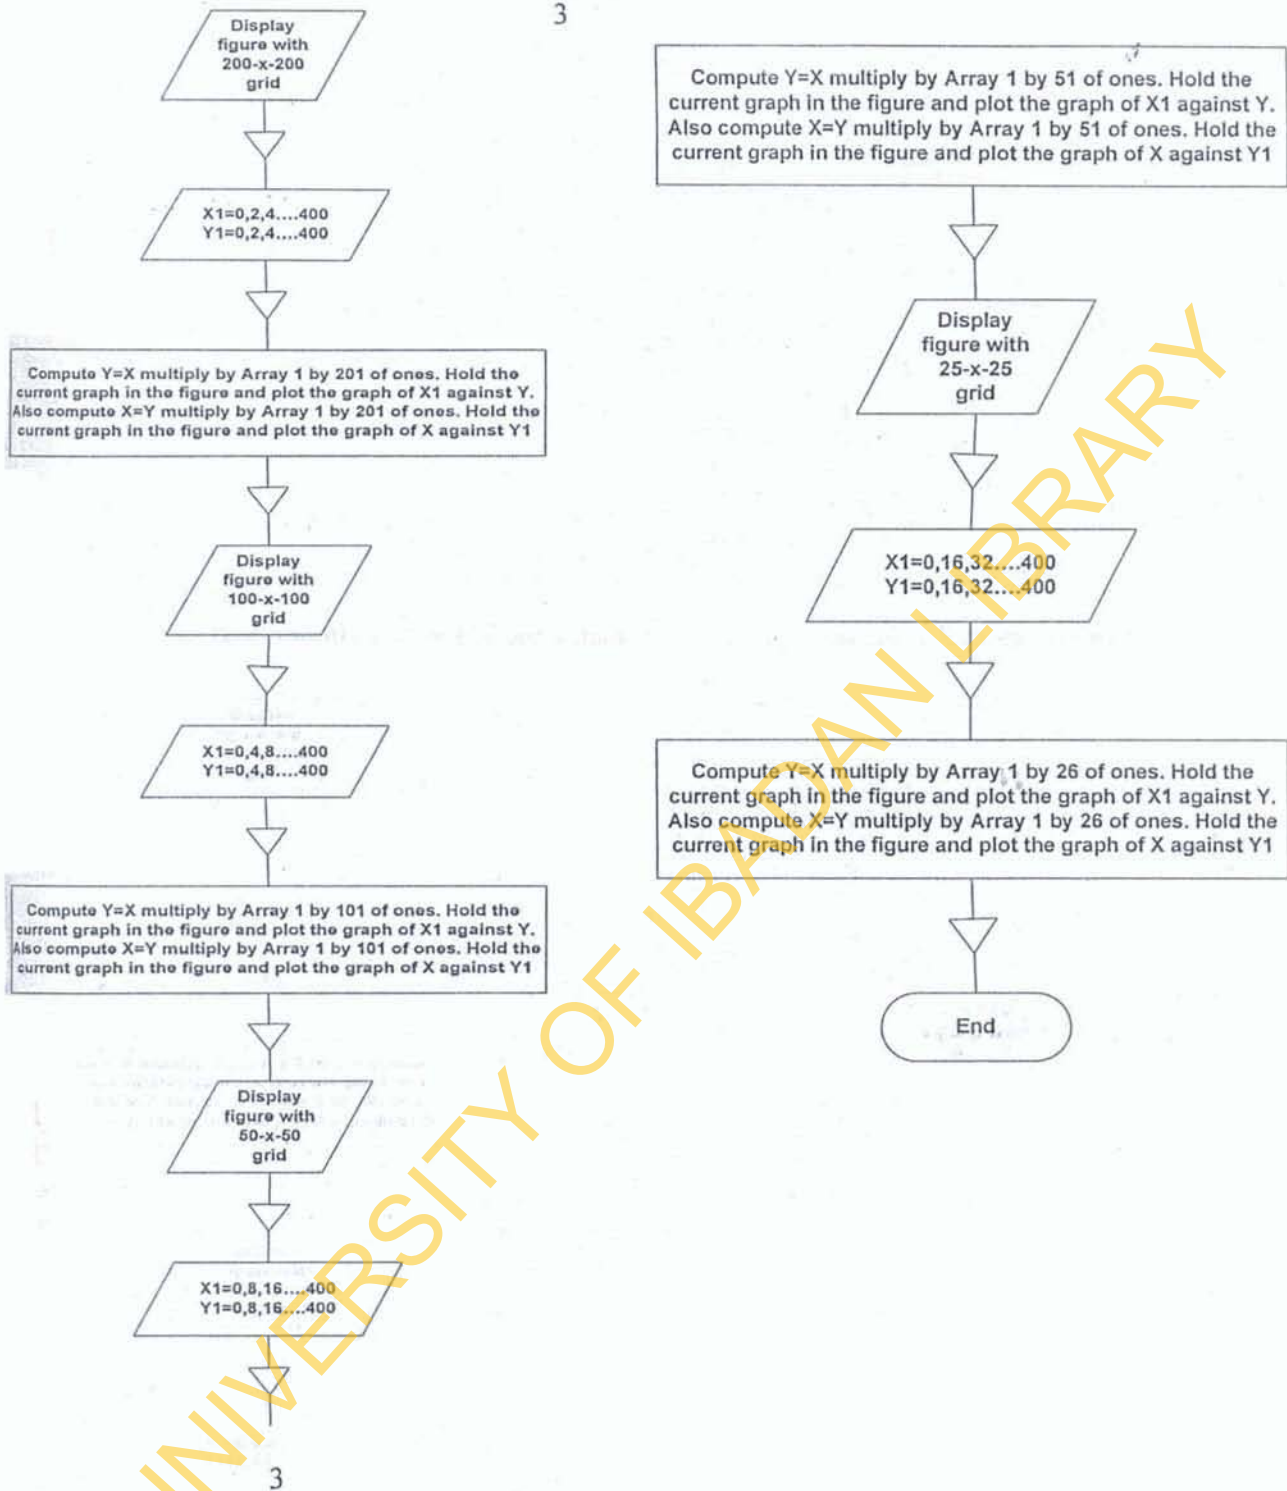 Display
figure with
200-x-200
grid
X1=0,2,4....400
Y1=0,2,4....400
Compute Y=X multiply by Array 1 by 201 of ones. Hold the
current graph in the figure and plot the graph of X1 against Y.
Also compute X=Y multiply by Array 1 by 201 of ones. Hold the
current graph in the figure and plot the graph of X against Y1
Display
figure with
100-x-100
grid
X1=0,4,8....400
Y1=0,4,8....400
Compute Y=X multiply by Array 1 by 101 of ones. Hold the
current graph in the figure and plot the graph of X1 against Y.
Also compute X=Y multiply by Array 1 by 101 of ones. Hold the
current graph in the figure and plot the graph of X against Y1
Display
figure with
50-x-50
grid
X1=0,8,16....400
Y1=0,8,16....400
3
3
Compute Y=X multiply by Array 1 by 51 of ones. Hold the
current graph in the figure and plot the graph of X1 against Y.
Also compute X=Y multiply by Array 1 by 51 of ones. Hold the
current graph in the figure and plot the graph of X against Y1
Display
figure with
25-x-25
grid
X1=0,16,32....400
Y1=0,16,32....400
Compute Y=X multiply by Array 1 by 26 of ones. Hold the
current graph in the figure and plot the graph of X1 against Y.
Also compute X=Y multiply by Array 1 by 26 of ones. Hold the
current graph in the figure and plot the graph of X against Y1
End
UNIVERSITY OF IBADAN LIBRARY